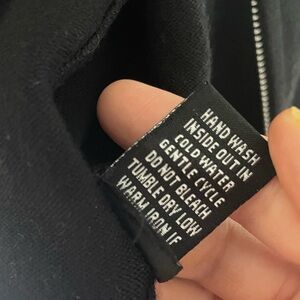 HAND WASH
INSIDE OUT IN
COLD WATER
GENTLE CYCLE
DO NOT BLEACH
TUMBLE DRY LOW
WARM IRON IF